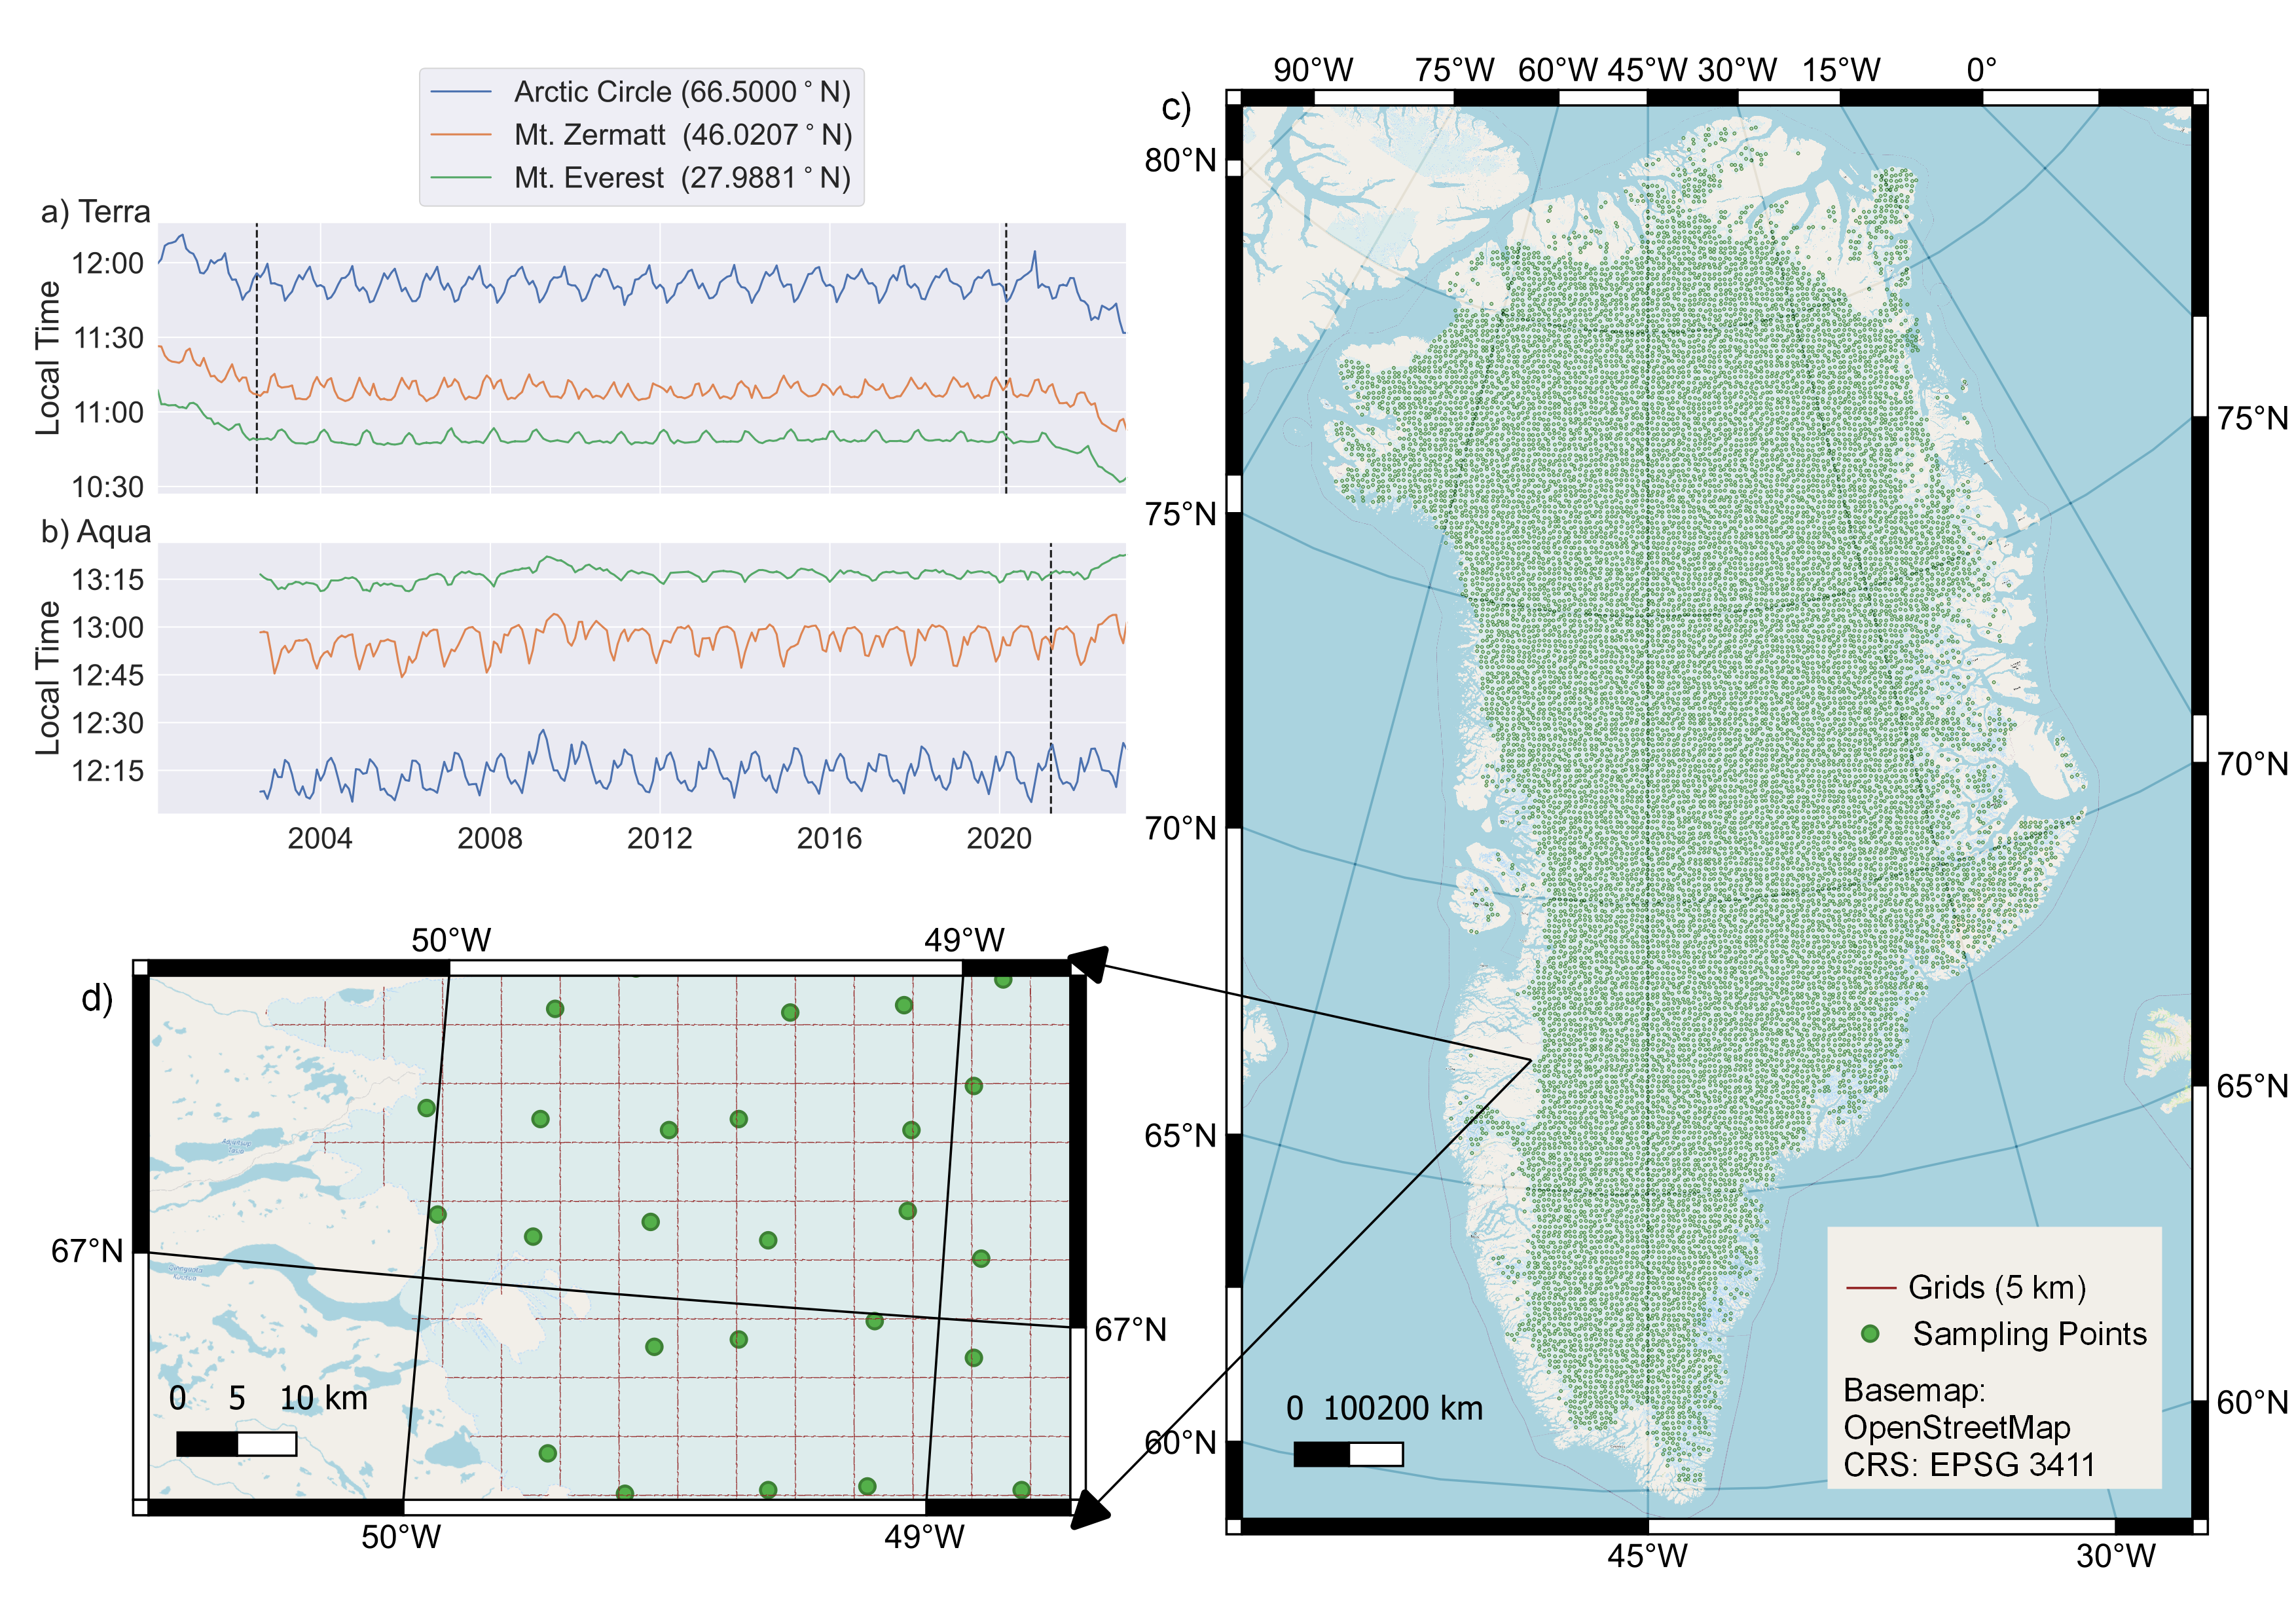 Arctic Circle (66.5000°N)
Mt. Zermatt (46.0207°N)
Mt. Everest (27.9881°N)
a) Terra
Local Time
12:00
11:30
11:00
10:30
b) Aqua
Local Time
13:15
13:00
12:45
12:30
12:15
2004 2008 2012 2016 2020
c)
90°W 75°W 60°W 45°W 30°W 15°W 0°
80°N
75°N
70°N
65°N
60°N
75°N
70°N
65°N
60°N
45°W 30°W
0 100200 km
Grids (5 km)
Sampling Points
Basemap:
OpenStreetMap
CRS: EPSG 3411
d)
50°W 49°W
67°N
67°N
0 5 10 km
50°W 49°W